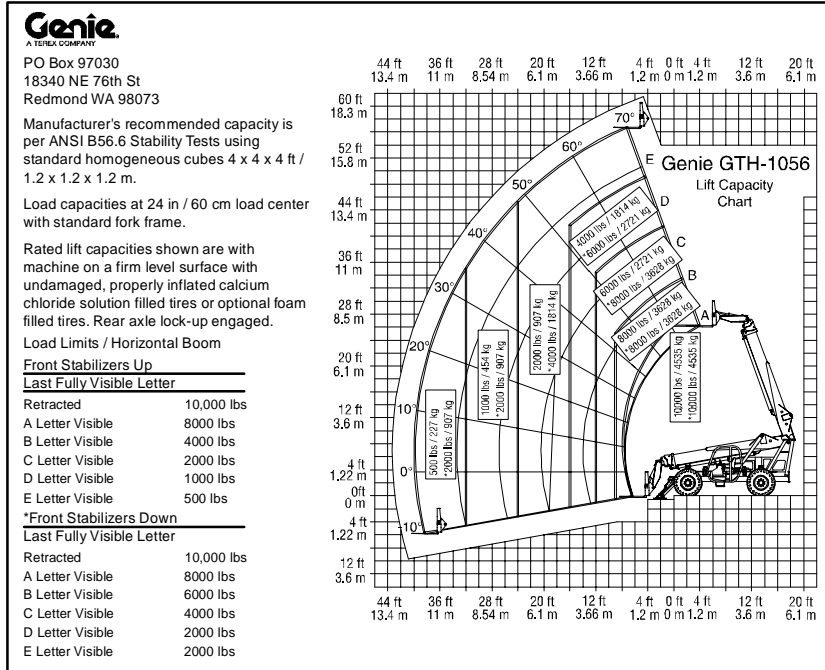 Genie
A TEREX COMPANY
PO Box 97030
18340 NE 76th St
Redmond WA 98073
Manufacturer's recommended capacity is
per ANSI B56.6 Stability Tests using
standard homogeneous cubes 4 x 4 x 4 ft /
1.2 x 1.2 x 1.2 m.
Load capacities at 24 in / 60 cm load center
with standard fork frame.
Rated lift capacities shown are with
machine on a firm level surface with
undamaged, properly inflated calcium
chloride solution filled tires or optional foam
filled tires. Rear axle lock-up engaged.
Load Limits / Horizontal Boom
Front Stabilizers Up
Last Fully Visible Letter
Retracted 10,000 lbs
A Letter Visible 8000 lbs
B Letter Visible 4000 lbs
C Letter Visible 2000 lbs
D Letter Visible 1000 lbs
E Letter Visible 500 lbs
*Front Stabilizers Down
Last Fully Visible Letter
Retracted 10,000 lbs
A Letter Visible 8000 lbs
B Letter Visible 6000 lbs
C Letter Visible 4000 lbs
D Letter Visible 2000 lbs
E Letter Visible 2000 lbs
44 ft 36 ft 28 ft 20 ft 12 ft 4 ft 0 ft 4 ft 12 ft 20 ft
13.4 m 11 m 8.54 m 6.1 m 3.66 m 1.2 m 0 m 1.2 m 3.6 m 6.1 m
60 ft
18.3 m
52 ft
15.8 m
44 ft
13.4 m
36 ft
11 m
28 ft
8.5 m
20 ft
6.1 m
12 ft
3.6 m
4 ft
1.22 m
0ft
0 m
4 ft
1.22 m
12 ft
3.6 m
Genie GTH-1056
Lift Capacity
Chart
70°
60°
50°
40°
30°
20°
10°
0°
-10°
E
D
C
B
A
4000 lbs / 1814 kg
*6000 lbs / 2721 kg
6000 lbs / 2721 kg
*8000 lbs / 3628 kg
8000 lbs / 3628 kg
*8000 lbs / 3628 kg
10,000 lbs / 4535 kg
*10,000 lbs / 4535 kg
2000 lbs / 907 kg
*4000 lbs / 1814 kg
1000 lbs / 454 kg
*2000 lbs / 907 kg
500 lbs / 227 kg
*2000 lbs / 907 kg
44 ft 36 ft 28 ft 20 ft 12 ft 4 ft 0 ft 4 ft 12 ft 20 ft
13.4 m 11 m 8.54 m 6.1 m 3.66 m 1.2 m 0 m 1.2 m 3.6 m 6.1 m